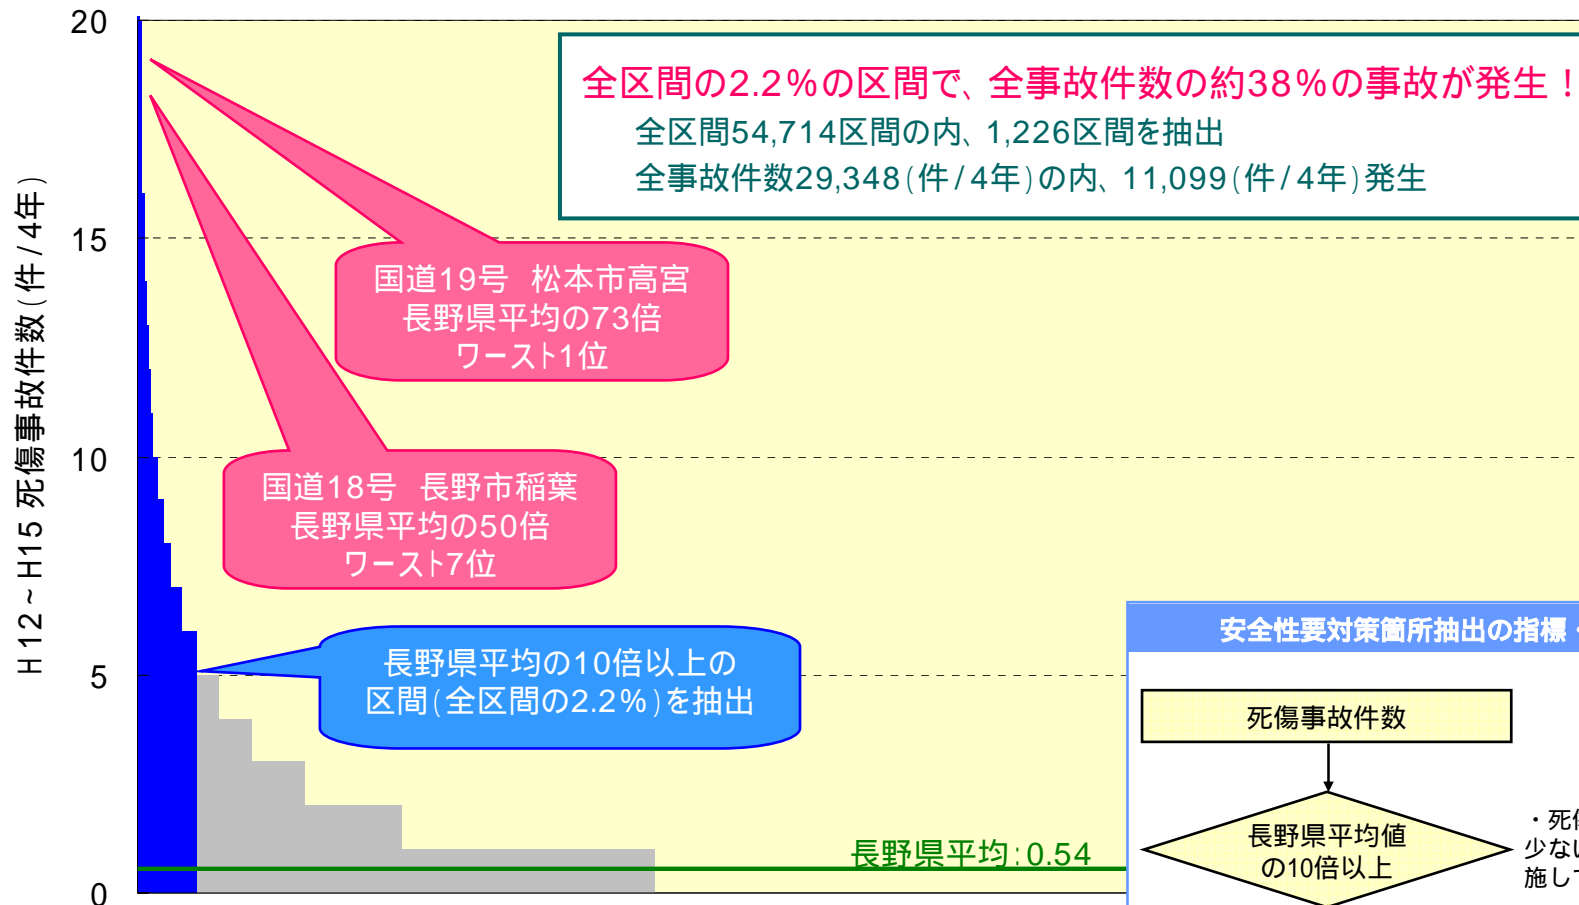 全区間の2.2%の区間で、全事故件数の約38%の事故が発生!
全区間54,714区間の内、1,226区間を抽出
全事故件数29,348(件/4年)の内、11,099(件/4年)発生
H12~H15 死傷事故件数(件/4年)
20
15
10
5
0
国道19号 松本市高宮
長野県平均の73倍
ワースト1位
国道18号 長野市稲葉
長野県平均の50倍
ワースト7位
長野県平均の10倍以上の
区間(全区間の2.2%)を抽出
長野県平均:0.54
安全性要対策箇所抽出の指標・
死傷事故件数
長野県平均値
の10倍以上
・死傷
少ない
施して